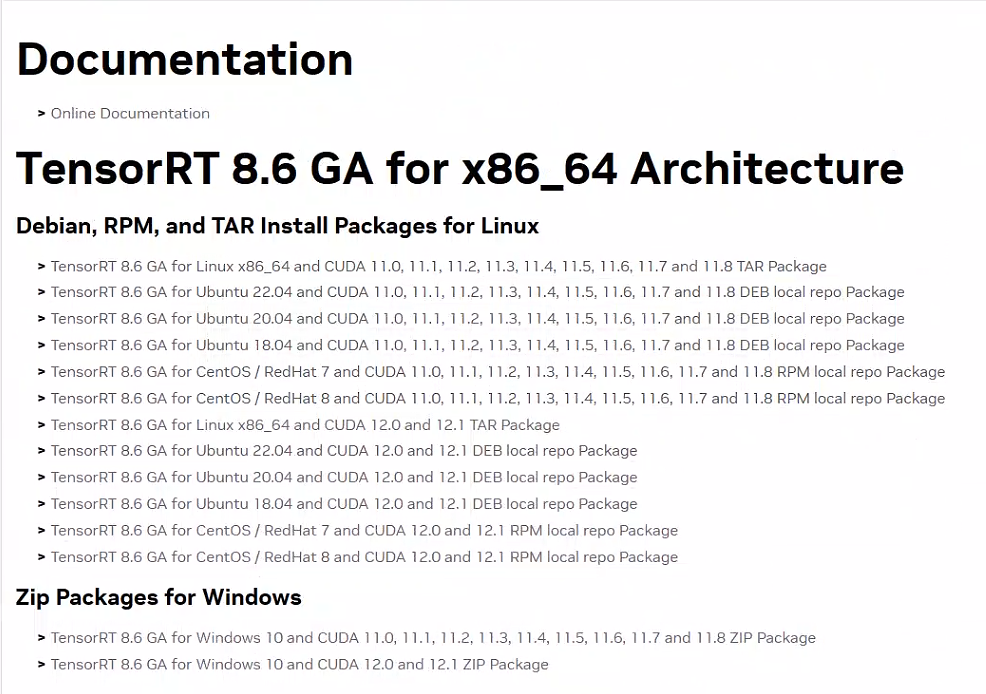 Documentation
> Online Documentation
TensorRT 8.6 GA for x86_64 Architecture
Debian, RPM, and TAR Install Packages for Linux
> TensorRT 8.6 GA for Linux x86_64 and CUDA 11.0, 11.1, 11.2, 11.3, 11.4, 11.5, 11.6, 11.7 and 11.8 TAR Package
> TensorRT 8.6 GA for Ubuntu 22.04 and CUDA 11.0, 11.1, 11.2, 11.3, 11.4, 11.5, 11.6, 11.7 and 11.8 DEB local repo Package
> TensorRT 8.6 GA for Ubuntu 20.04 and CUDA 11.0, 11.1, 11.2, 11.3, 11.4, 11.5, 11.6, 11.7 and 11.8 DEB local repo Package
> TensorRT 8.6 GA for Ubuntu 18.04 and CUDA 11.0, 11.1, 11.2, 11.3, 11.4, 11.5, 11.6, 11.7 and 11.8 DEB local repo Package
> TensorRT 8.6 GA for CentOS / RedHat 7 and CUDA 11.0, 11.1, 11.2, 11.3, 11.4, 11.5, 11.6, 11.7 and 11.8 RPM local repo Package
> TensorRT 8.6 GA for CentOS / RedHat 8 and CUDA 11.0, 11.1, 11.2, 11.3, 11.4, 11.5, 11.6, 11.7 and 11.8 RPM local repo Package
> TensorRT 8.6 GA for Linux x86_64 and CUDA 12.0 and 12.1 TAR Package
> TensorRT 8.6 GA for Ubuntu 22.04 and CUDA 12.0 and 12.1 DEB local repo Package
> TensorRT 8.6 GA for Ubuntu 20.04 and CUDA 12.0 and 12.1 DEB local repo Package
> TensorRT 8.6 GA for Ubuntu 18.04 and CUDA 12.0 and 12.1 DEB local repo Package
> TensorRT 8.6 GA for CentOS / RedHat 7 and CUDA 12.0 and 12.1 RPM local repo Package
> TensorRT 8.6 GA for CentOS / RedHat 8 and CUDA 12.0 and 12.1 RPM local repo Package
Zip Packages for Windows
> TensorRT 8.6 GA for Windows 10 and CUDA 11.0, 11.1, 11.2, 11.3, 11.4, 11.5, 11.6, 11.7 and 11.8 ZIP Package
> TensorRT 8.6 GA for Windows 10 and CUDA 12.0 and 12.1 ZIP Package